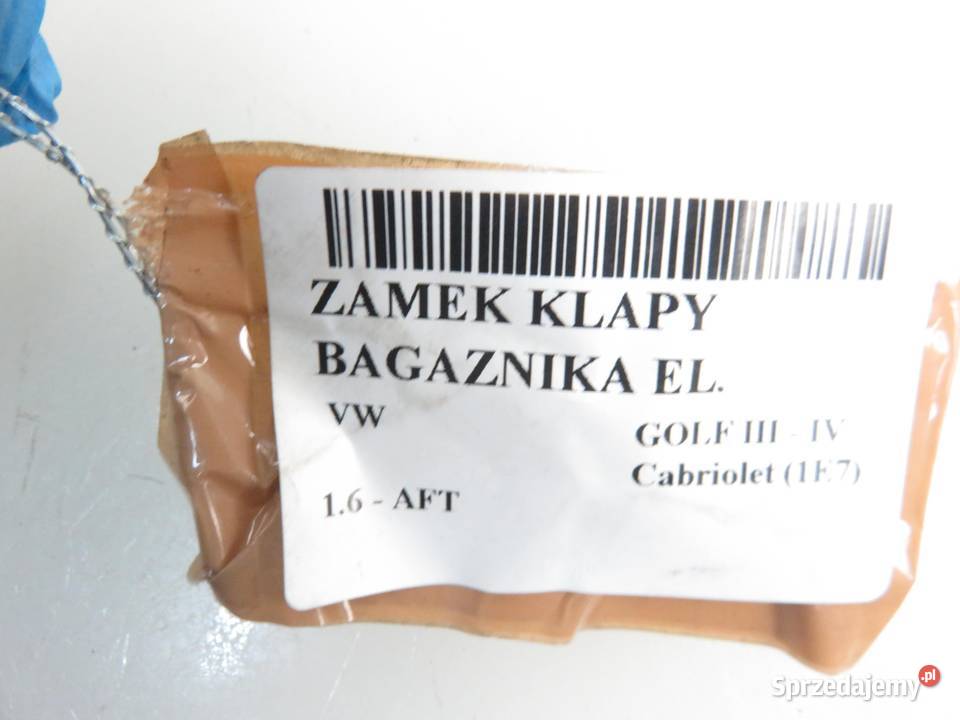 ZAMEK KLAPY
BAGAZNIKA EL.
VW
GOLF III - IV
Cabriolet (1E7)
1.6 - AFT
Sprzedajemy.pl